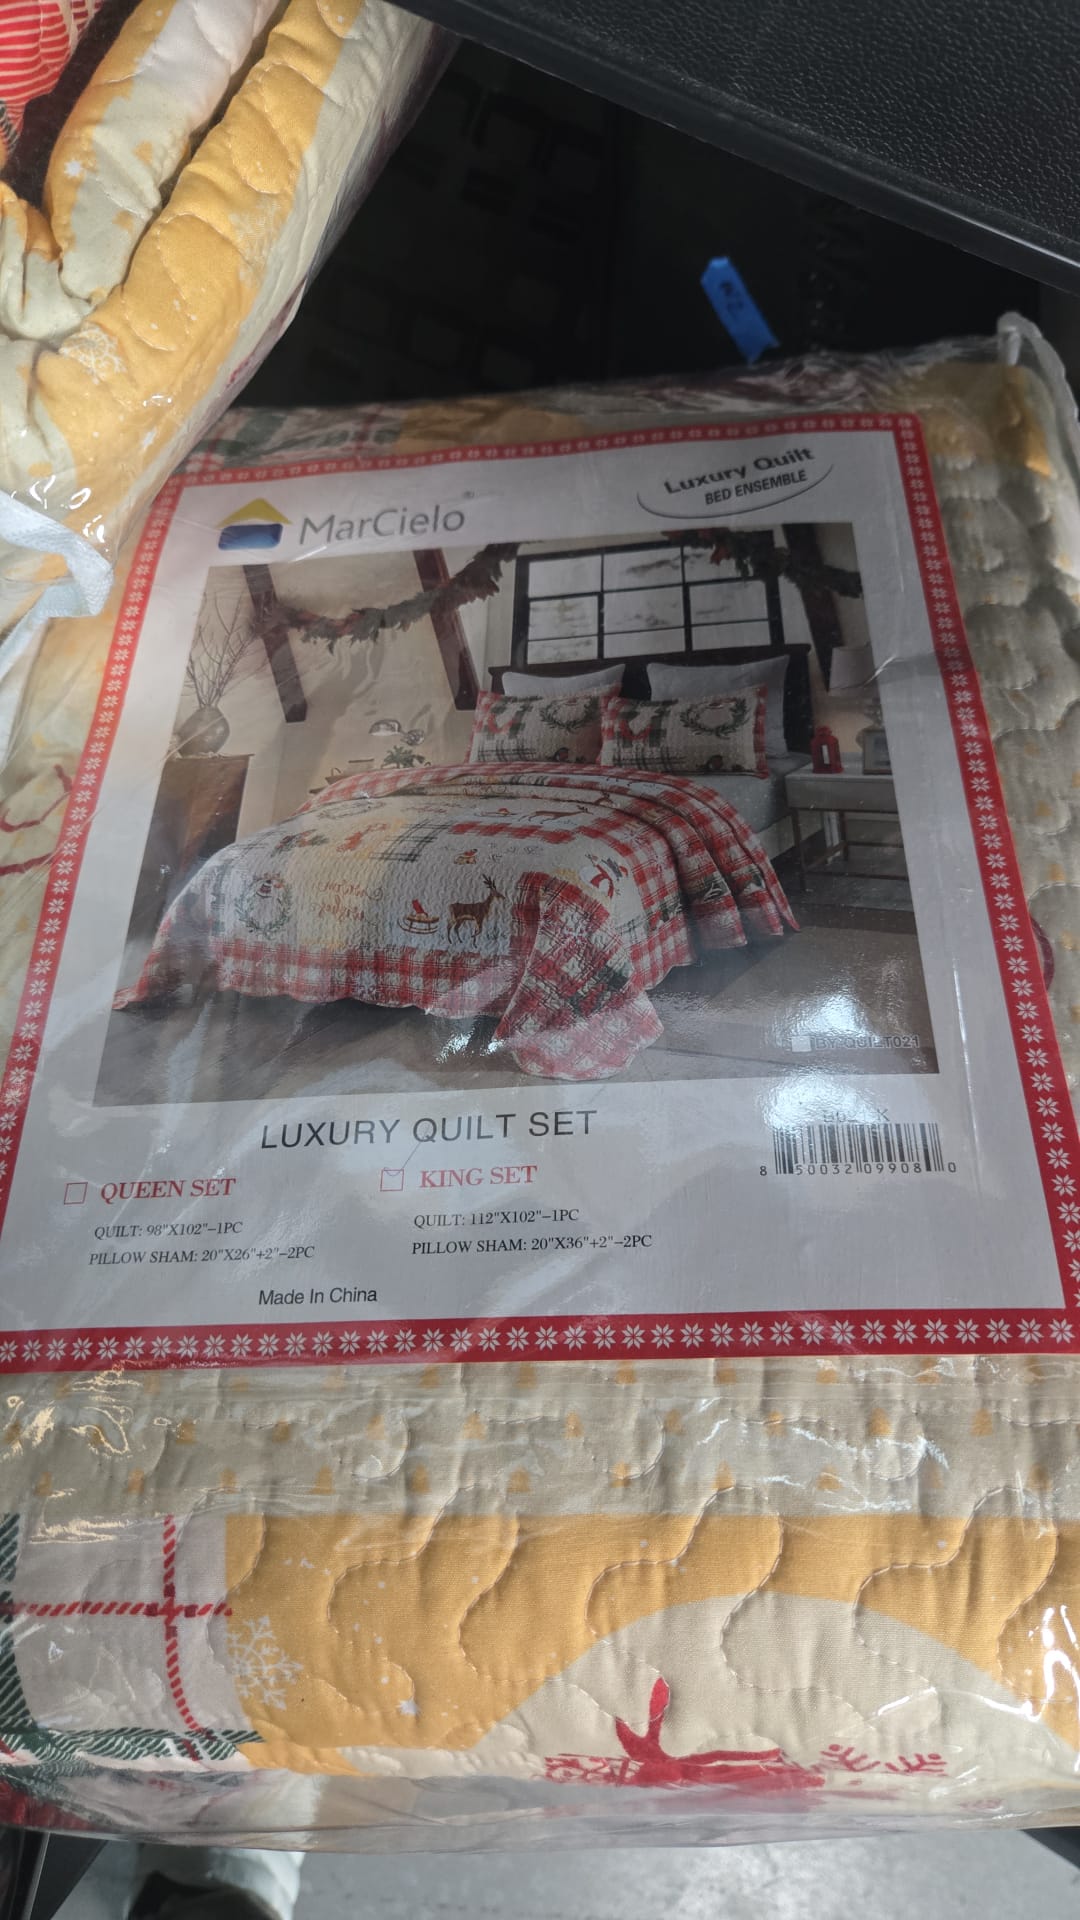 MarCielo®
Luxury Quilt
BED ENSEMBLE
BY-QUILT021
LUXURY QUILT SET
QUEEN SET
QUILT: 98"X102"–1PC
PILLOW SHAM: 20"X26"+2"–2PC
KING SET
QUILT: 112"X102"–1PC
PILLOW SHAM: 20"X36"+2"–2PC
8 50032 09908 0
Made In China